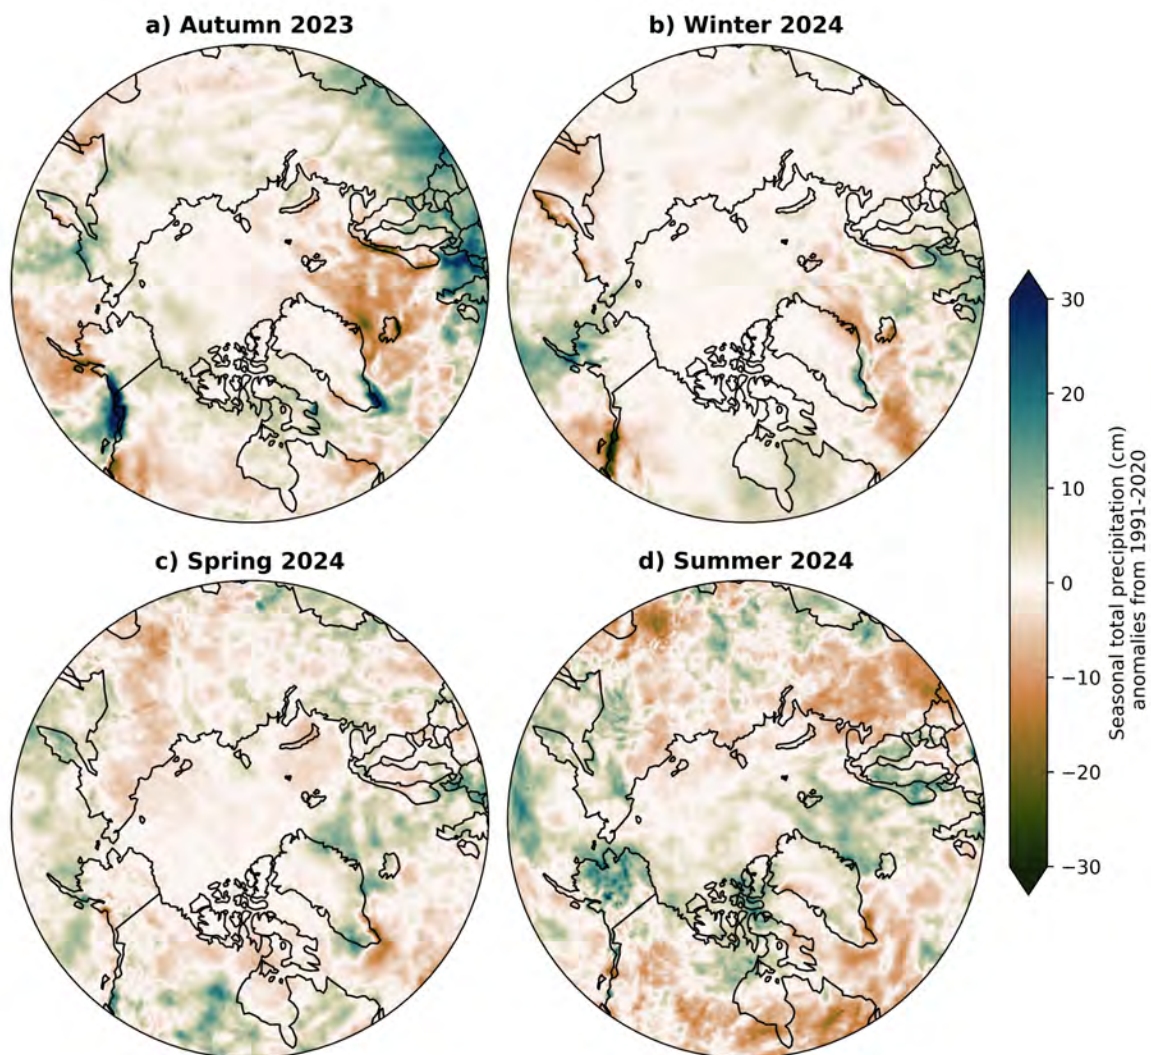 a) Autumn 2023
b) Winter 2024
c) Spring 2024
d) Summer 2024
30
20
10
0
−10
−20
−30
Seasonal total precipitation (cm)
anomalies from 1991-2020